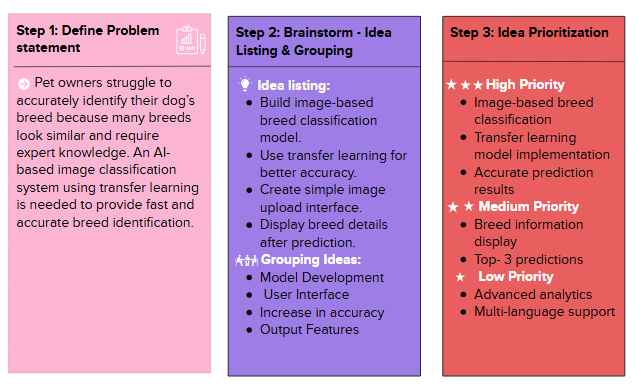 Step 1: Define Problem
statement
Pet owners struggle to
accurately identify their dog's
breed because many breeds
look similar and require
expert knowledge. An AI-
based image classification
system using transfer learning
is needed to provide fast and
accurate breed identification.
Step 2: Brainstorm - Idea
Listing & Grouping
Idea listing:
• Build image-based
breed classification
model.
• Use transfer learning for
better accuracy.
• Create simple image
upload interface.
• Display breed details
after prediction.
Grouping Ideas:
• Model Development
• User Interface
• Increase in accuracy
• Output Features
Step 3: Idea Prioritization
High Priority
• Image-based breed
classification
• Transfer learning
model implementation
• Accurate prediction
results
Medium Priority
• Breed information
display
• Top- 3 predictions
Low Priority
• Advanced analytics
• Multi-language support